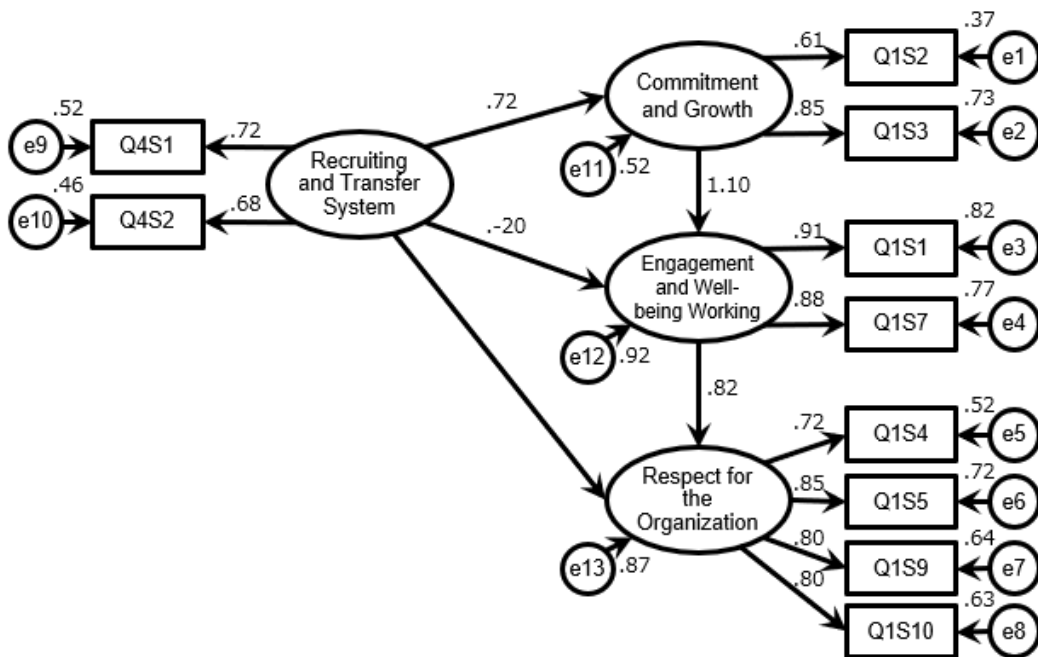 .52
e9
Q4S1
.72
.46
e10
Q4S2
.68
Recruiting
and Transfer
System
.72
.-20
Commitment
and Growth
e11
.52
1.10
.61
Q1S2
.37
e1
.85
Q1S3
.73
e2
Engagement
and Well-
being Working
e12
.92
.82
.91
Q1S1
.82
e3
.88
Q1S7
.77
e4
Respect for
the
Organization
e13
.87
.72
Q1S4
.52
e5
.85
Q1S5
.72
e6
.80
Q1S9
.64
e7
.80
Q1S10
.63
e8